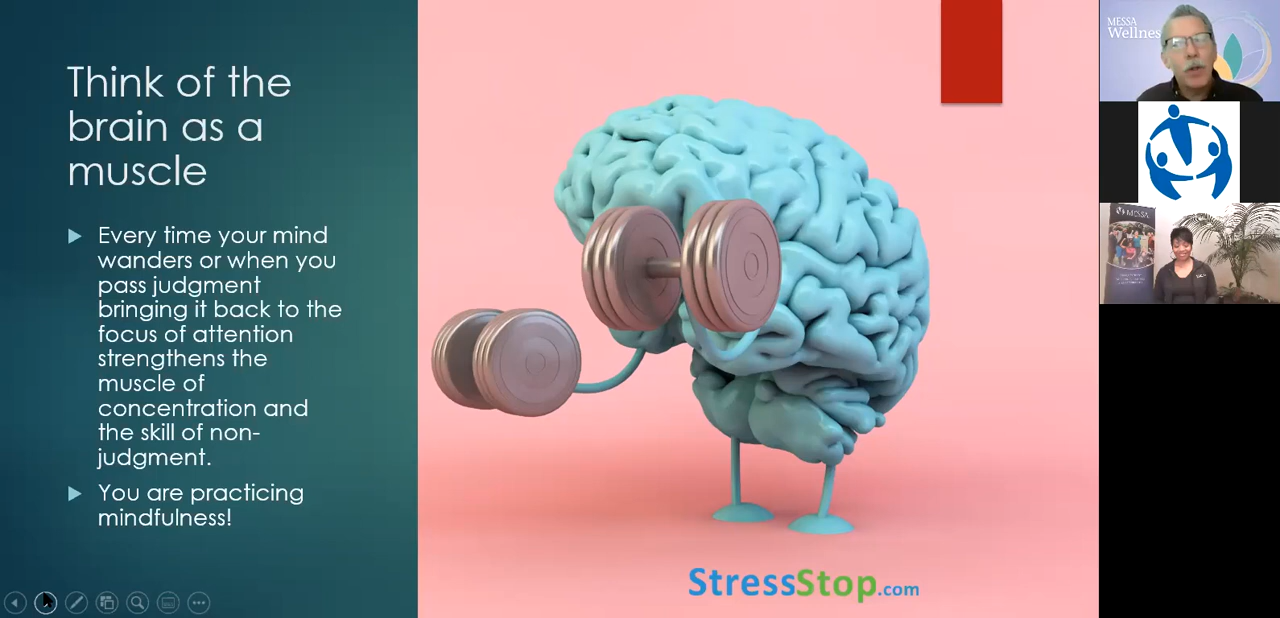 Think of the
brain as a
muscle
Every time your mind
wanders or when you
pass judgment
bringing it back to the
focus of attention
strengthens the
muscle of
concentration and
the skill of non-
judgment.
You are practicing
mindfulness!
StressStop.com
MESSA
Wellnes
MESSA